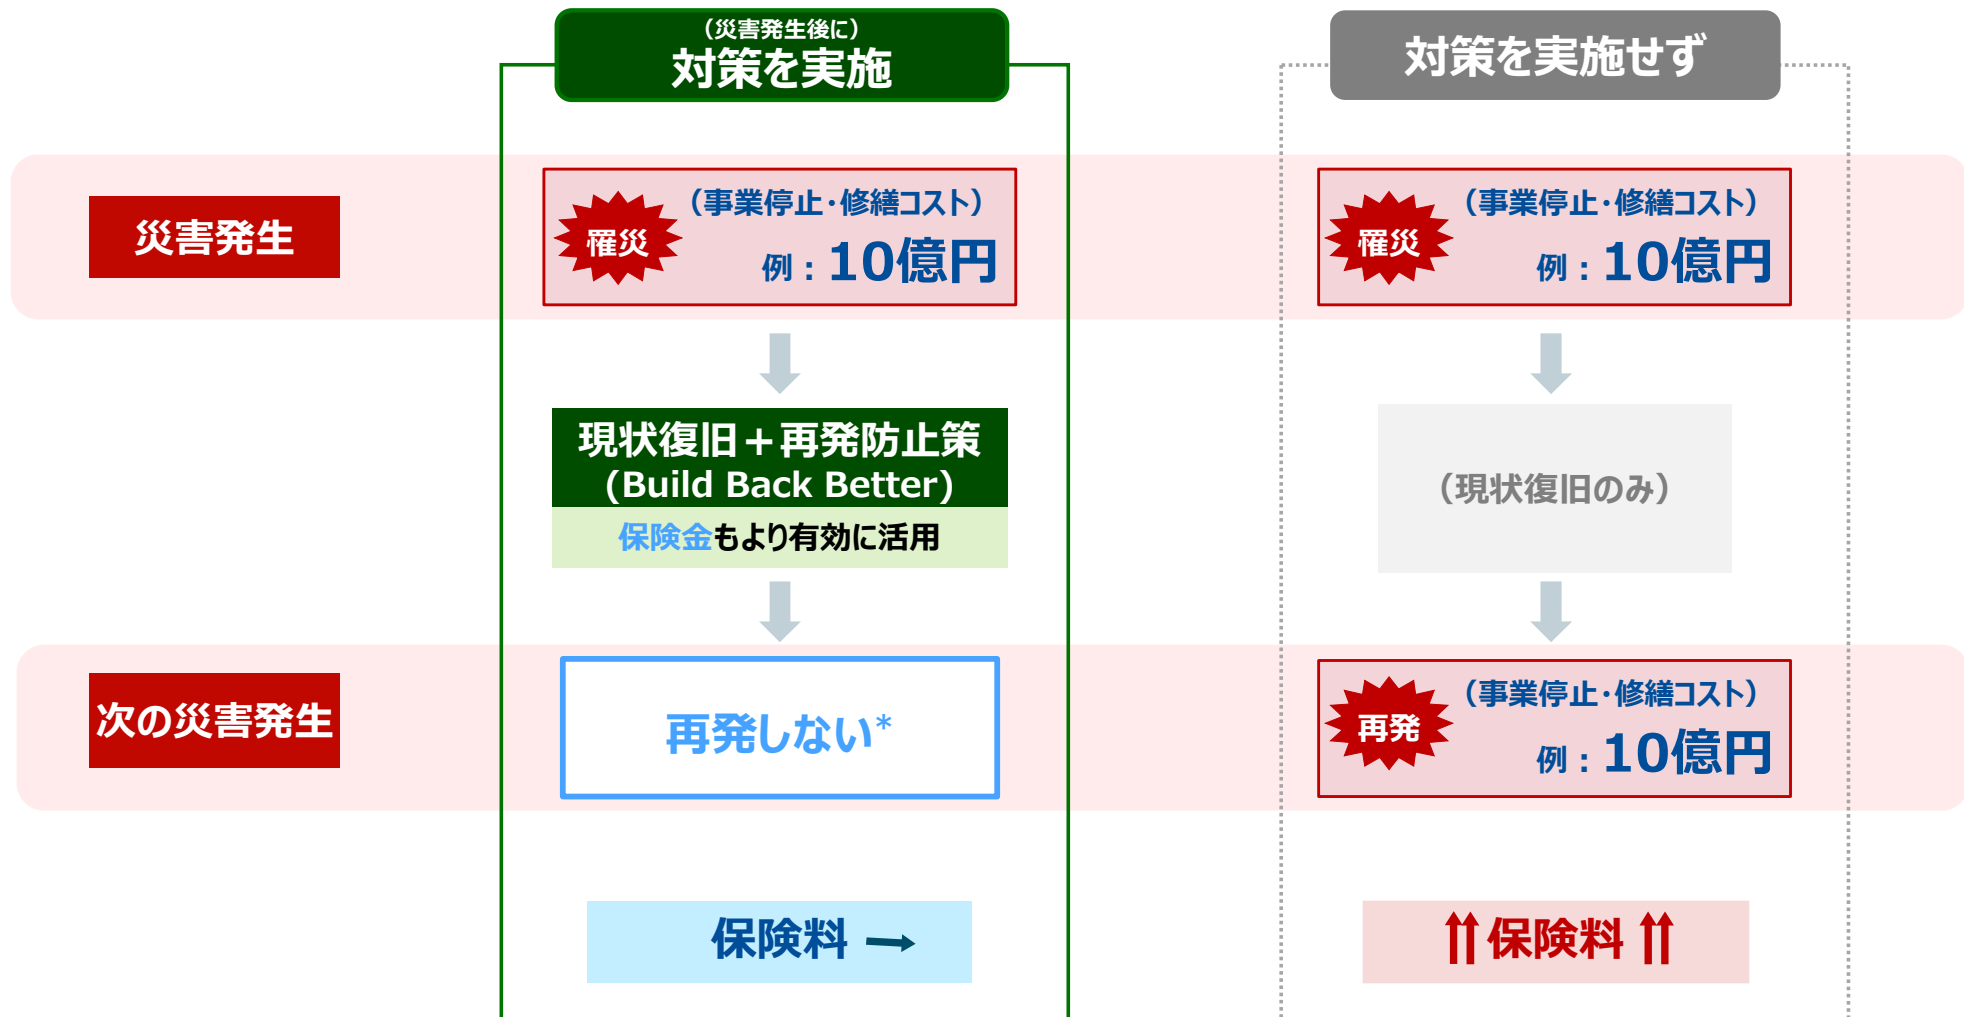 （災害発生後に）
対策を実施
対策を実施せず
災害発生
罹災
（事業停止・修繕コスト）
例：10億円
罹災
（事業停止・修繕コスト）
例：10億円
現状復旧＋再発防止策
（Build Back Better）
保険金もより有効に活用
（現状復旧のみ）
次の災害発生
再発しない*
再発
（事業停止・修繕コスト）
例：10億円
保険料 →
⇈保険料⇈